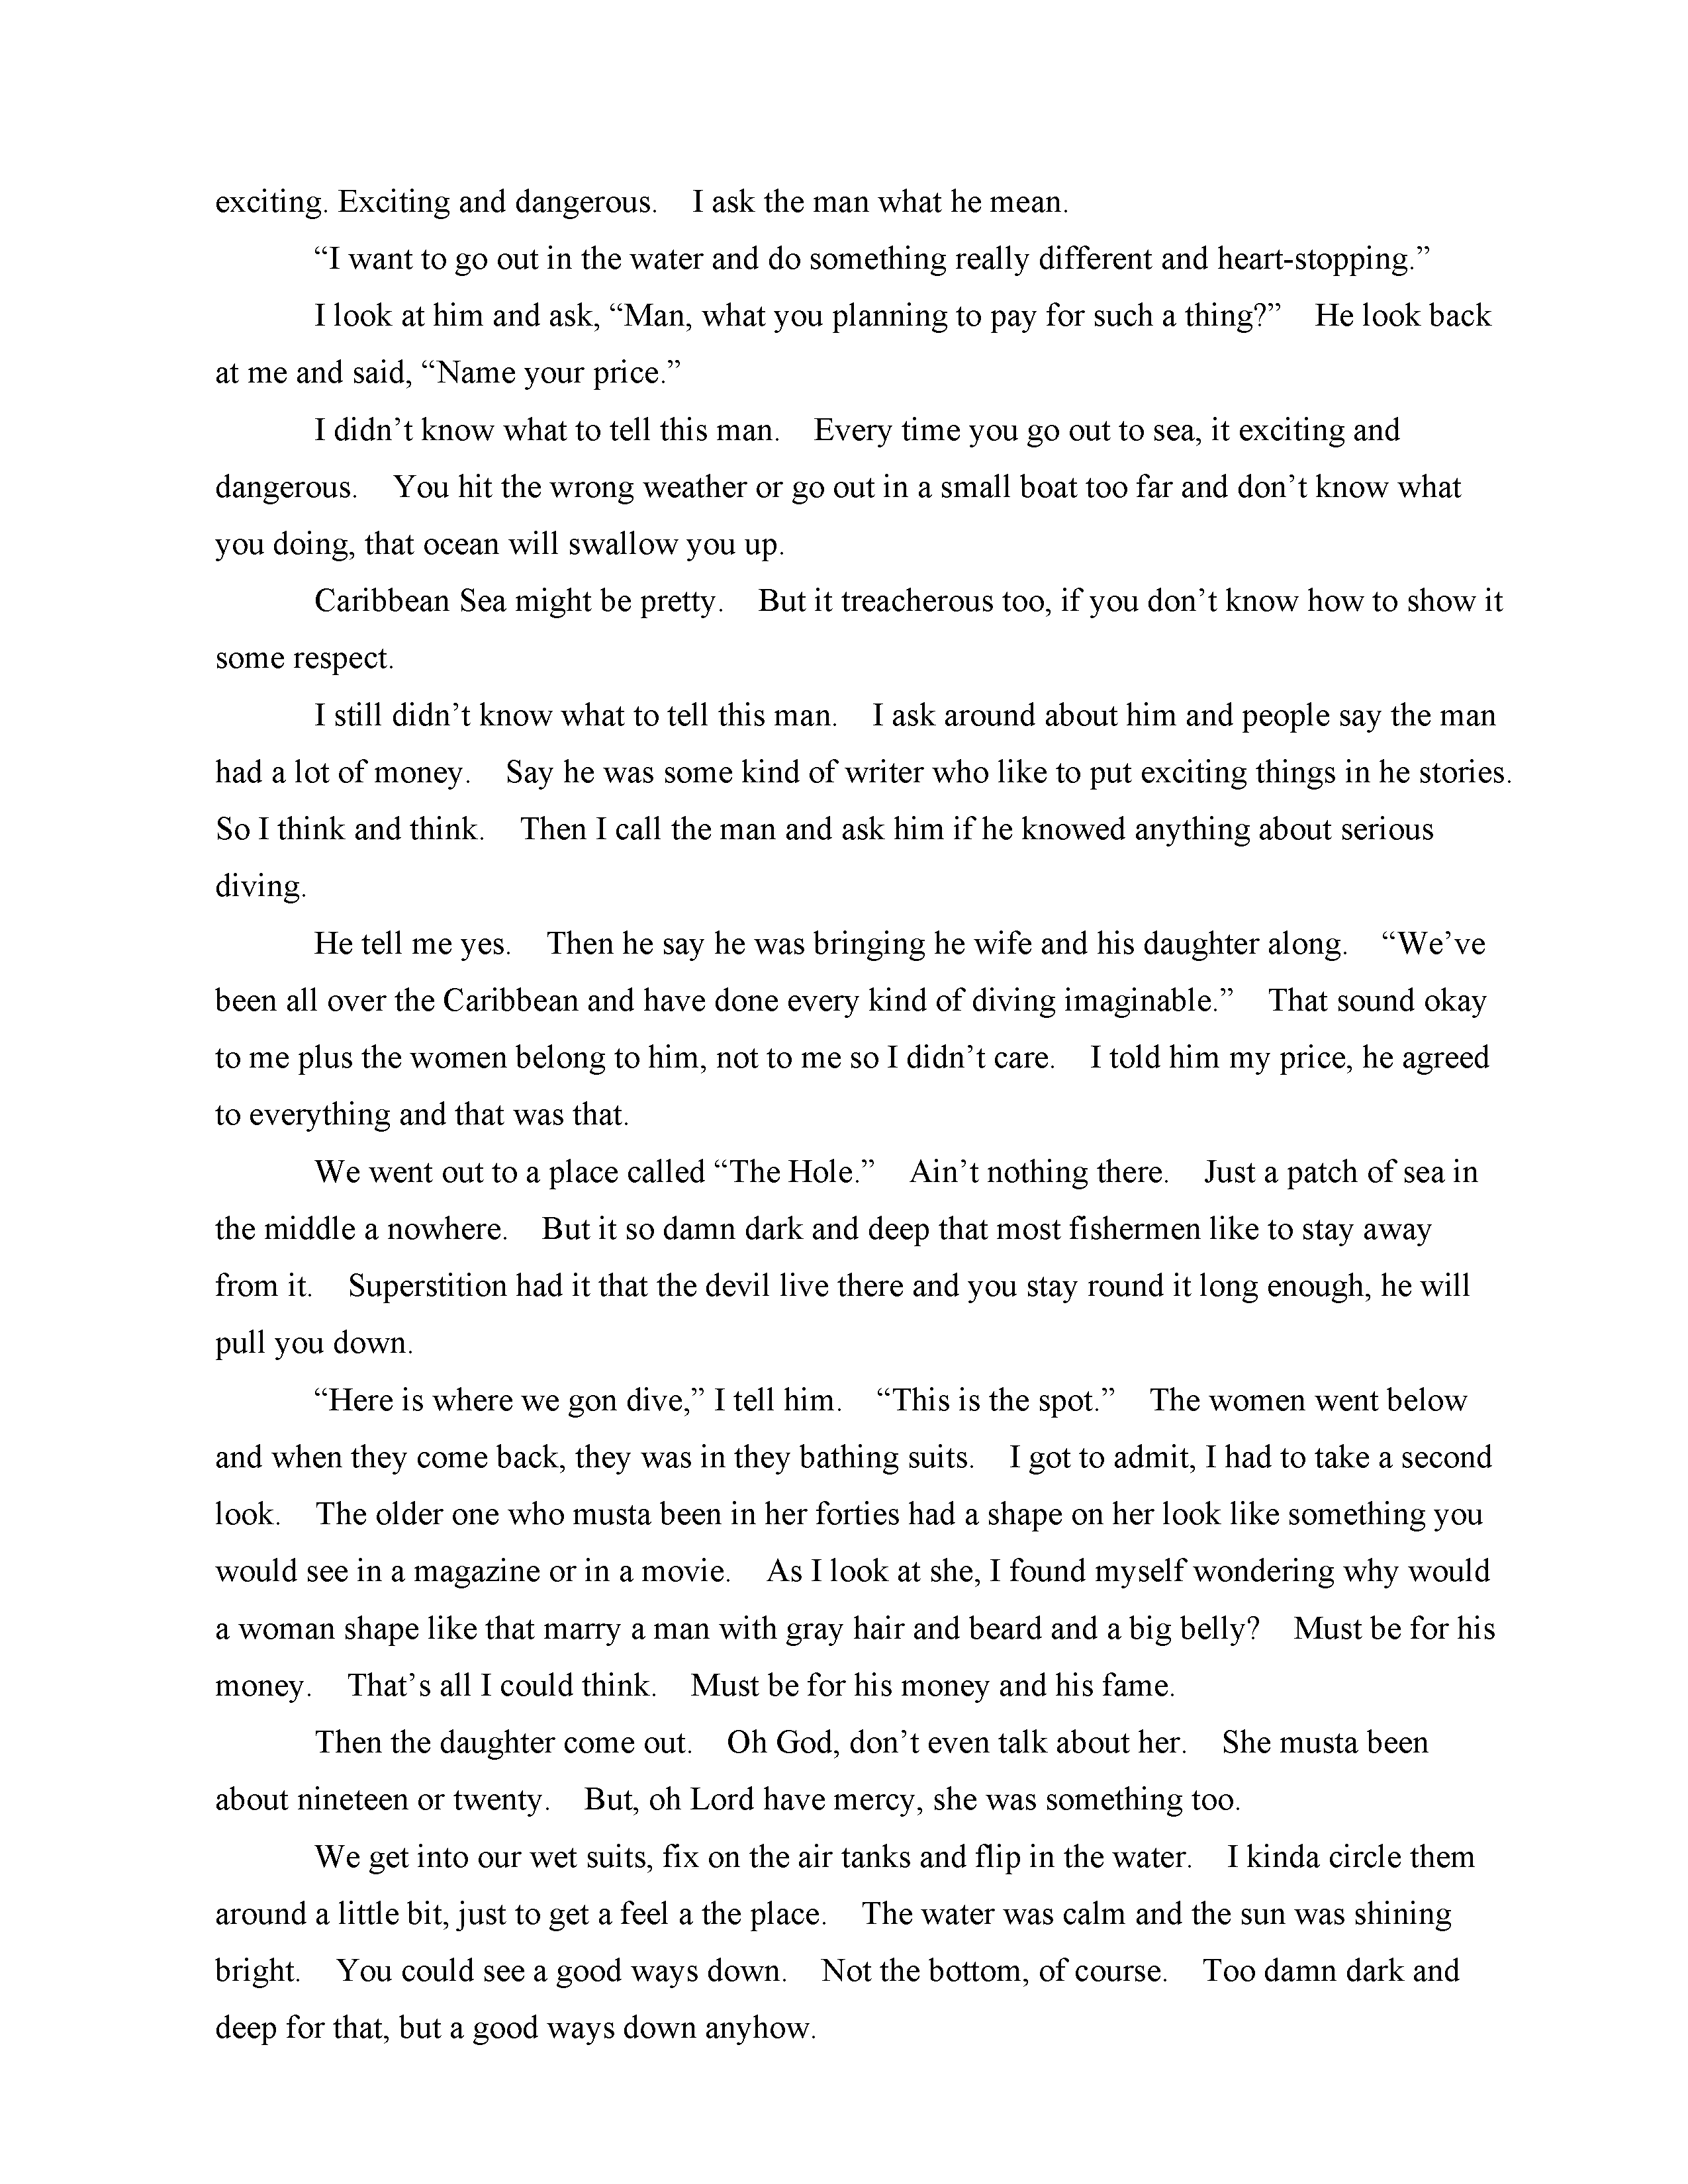 exciting. Exciting and dangerous.    I ask the man what he mean.
“I want to go out in the water and do something really different and heart-stopping.”
I look at him and ask, “Man, what you planning to pay for such a thing?”    He look back
at me and said, “Name your price.”
I didn’t know what to tell this man.    Every time you go out to sea, it exciting and
dangerous.    You hit the wrong weather or go out in a small boat too far and don’t know what
you doing, that ocean will swallow you up.
Caribbean Sea might be pretty.    But it treacherous too, if you don’t know how to show it
some respect.
I still didn’t know what to tell this man.    I ask around about him and people say the man
had a lot of money.    Say he was some kind of writer who like to put exciting things in he stories.
So I think and think.    Then I call the man and ask him if he knowed anything about serious
diving.
He tell me yes.    Then he say he was bringing he wife and his daughter along.    “We’ve
been all over the Caribbean and have done every kind of diving imaginable.”    That sound okay
to me plus the women belong to him, not to me so I didn’t care.    I told him my price, he agreed
to everything and that was that.
We went out to a place called “The Hole.”    Ain’t nothing there.    Just a patch of sea in
the middle a nowhere.    But it so damn dark and deep that most fishermen like to stay away
from it.    Superstition had it that the devil live there and you stay round it long enough, he will
pull you down.
“Here is where we gon dive,” I tell him.    “This is the spot.”    The women went below
and when they come back, they was in they bathing suits.    I got to admit, I had to take a second
look.    The older one who musta been in her forties had a shape on her look like something you
would see in a magazine or in a movie.    As I look at she, I found myself wondering why would
a woman shape like that marry a man with gray hair and beard and a big belly?    Must be for his
money.    That’s all I could think.    Must be for his money and his fame.
Then the daughter come out.    Oh God, don’t even talk about her.    She musta been
about nineteen or twenty.    But, oh Lord have mercy, she was something too.
We get into our wet suits, fix on the air tanks and flip in the water.    I kinda circle them
around a little bit, just to get a feel a the place.    The water was calm and the sun was shining
bright.    You could see a good ways down.    Not the bottom, of course.    Too damn dark and
deep for that, but a good ways down anyhow.